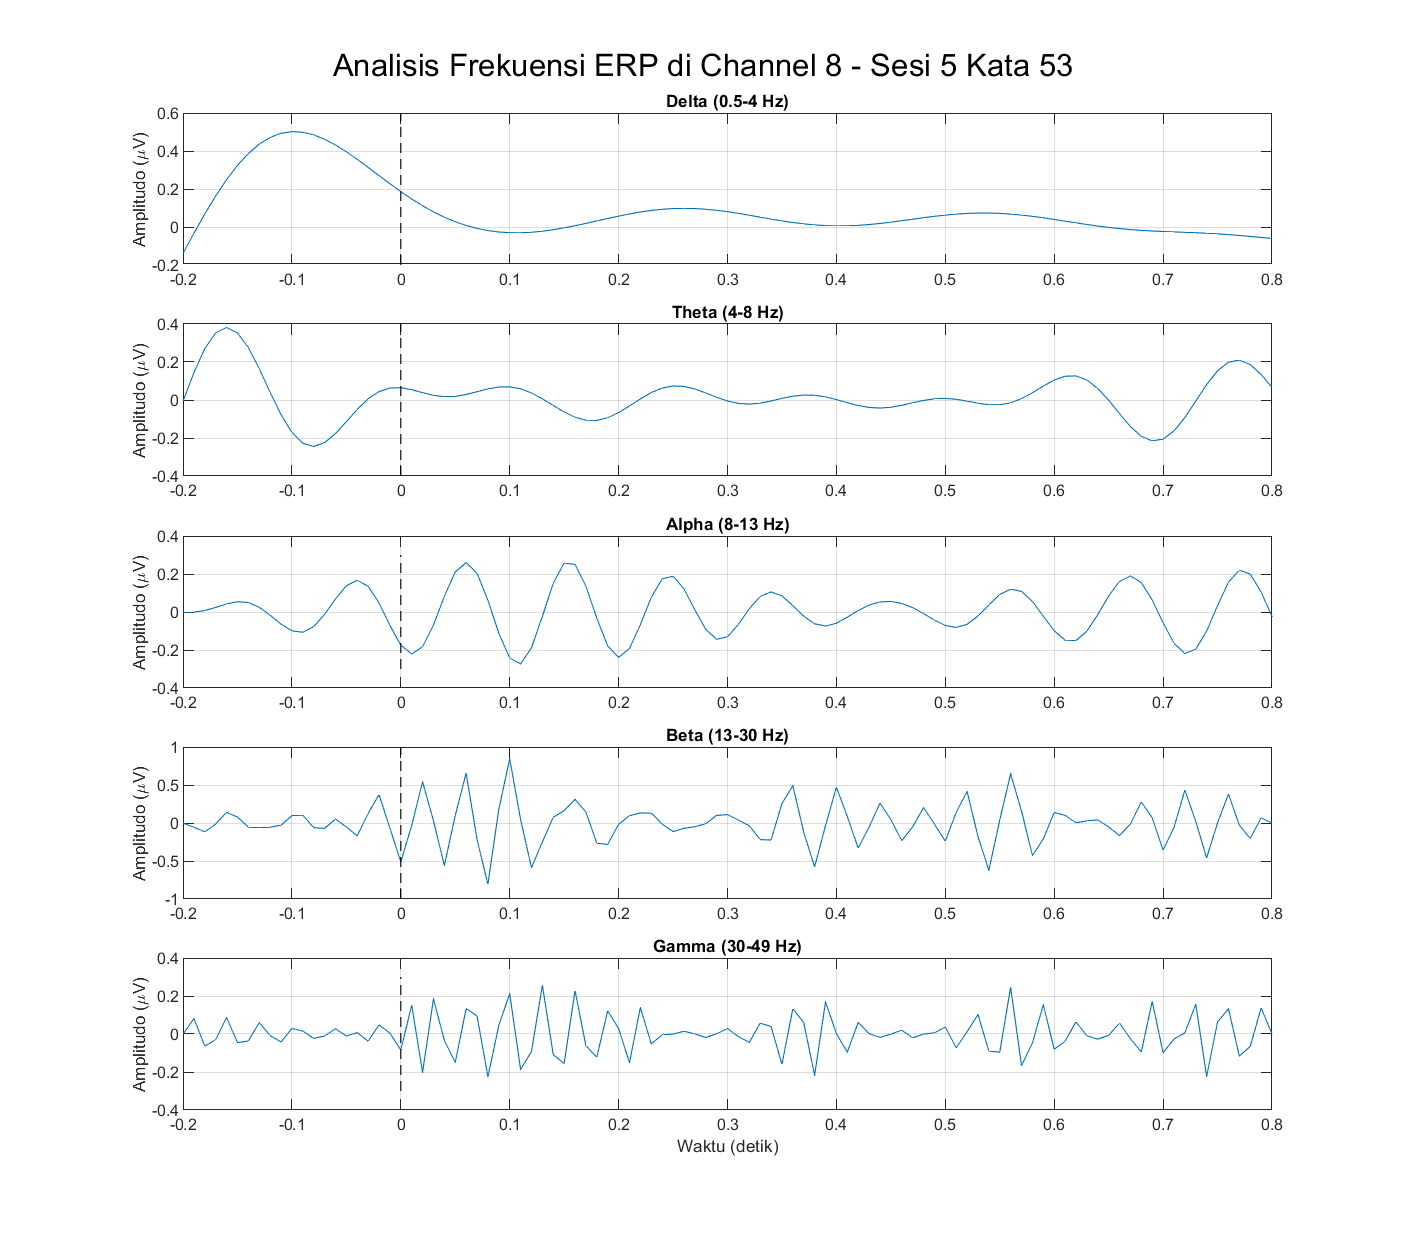 Analisis Frekuensi ERP di Channel 8 - Sesi 5 Kata 53
Delta (0.5-4 Hz)
Amplitudo (μV)
0.6
0.4
0.2
0
-0.2
-0.2 -0.1 0 0.1 0.2 0.3 0.4 0.5 0.6 0.7 0.8
Theta (4-8 Hz)
Amplitudo (μV)
0.4
0.2
0
-0.2
-0.4
-0.2 -0.1 0 0.1 0.2 0.3 0.4 0.5 0.6 0.7 0.8
Alpha (8-13 Hz)
Amplitudo (μV)
0.4
0.2
0
-0.2
-0.4
-0.2 -0.1 0 0.1 0.2 0.3 0.4 0.5 0.6 0.7 0.8
Beta (13-30 Hz)
Amplitudo (μV)
1
0.5
0
-0.5
-1
-0.2 -0.1 0 0.1 0.2 0.3 0.4 0.5 0.6 0.7 0.8
Gamma (30-49 Hz)
Amplitudo (μV)
0.4
0.2
0
-0.2
-0.4
-0.2 -0.1 0 0.1 0.2 0.3 0.4 0.5 0.6 0.7 0.8
Waktu (detik)